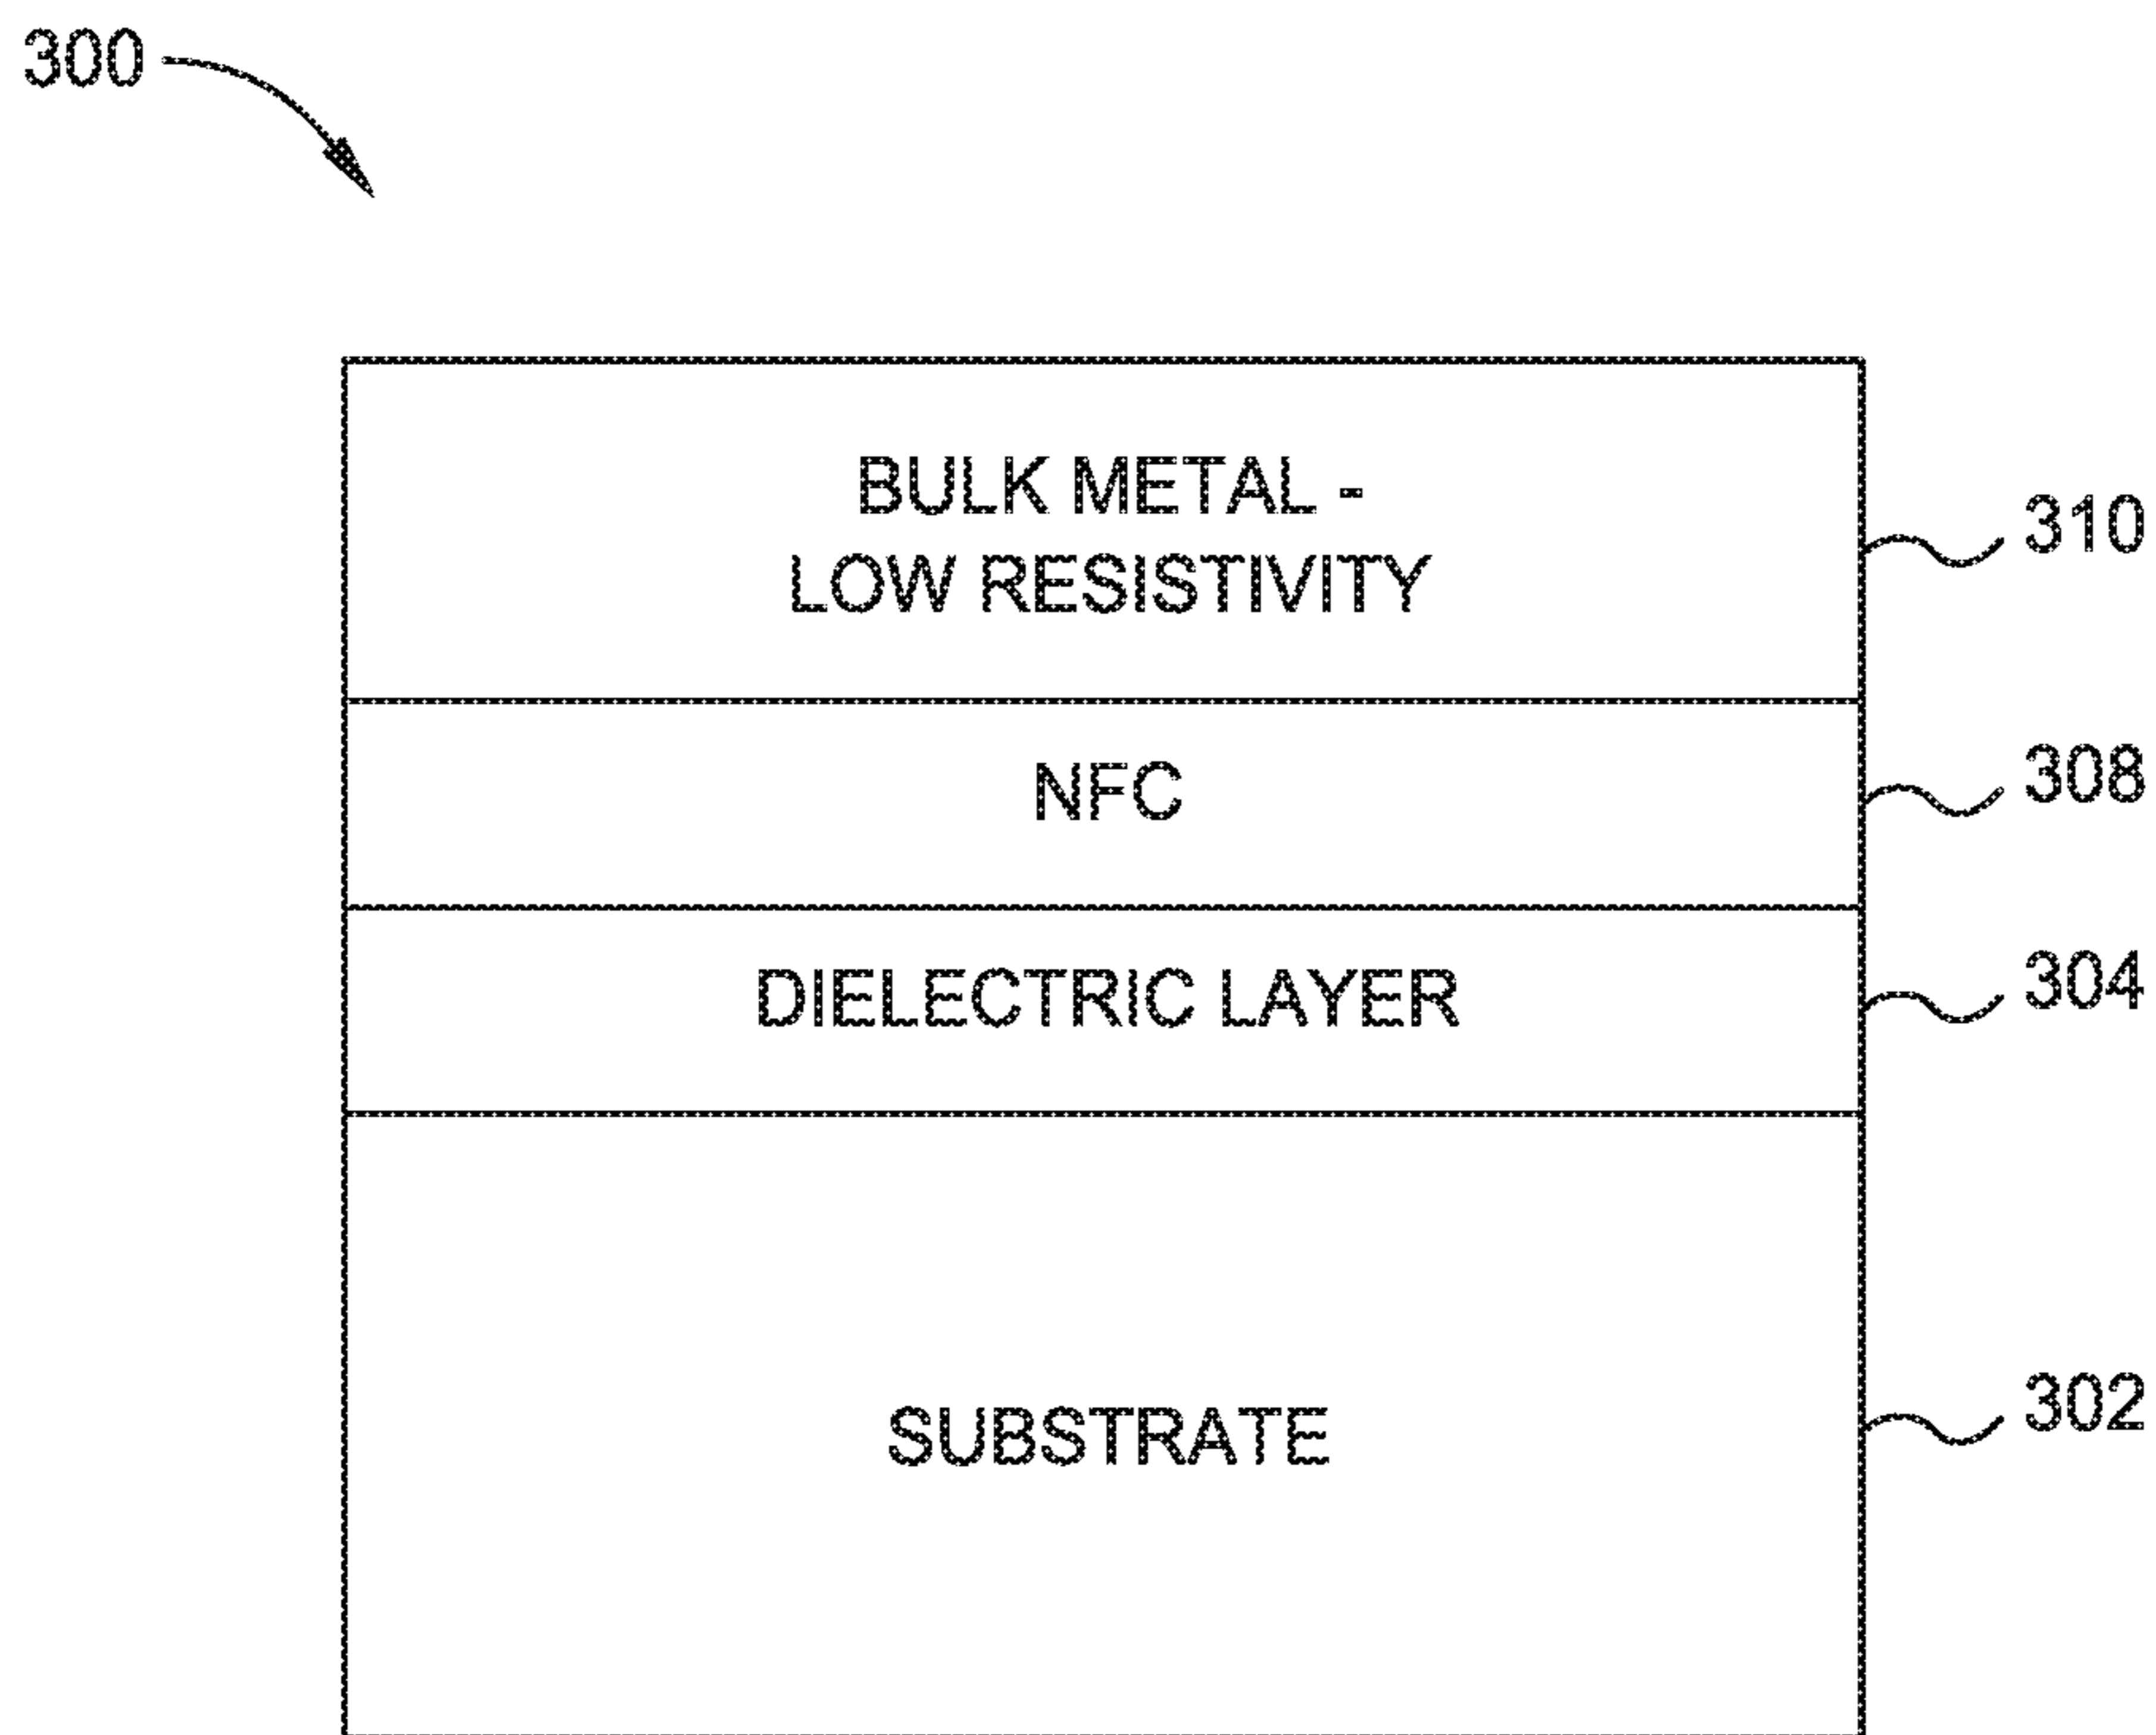 300
BULK METAL -
LOW RESISTIVITY
310
NFC
308
DIELECTRIC LAYER
304
SUBSTRATE
302